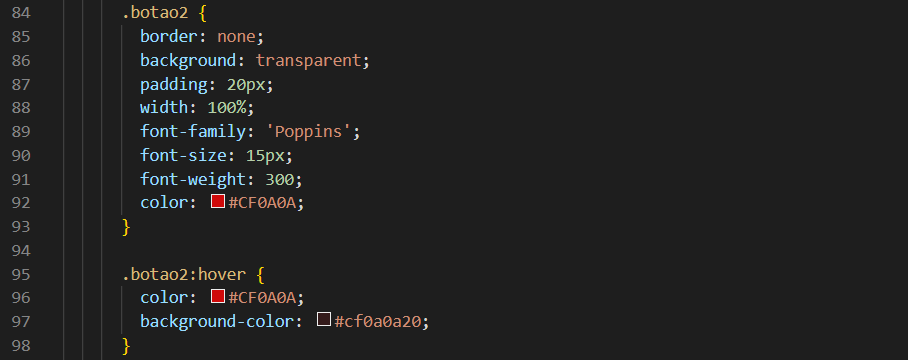 84 .botao2 {
85 border: none;
86 background: transparent;
87 padding: 20px;
88 width: 100%;
89 font-family: 'Poppins';
90 font-size: 15px;
91 font-weight: 300;
92 color: #CF0A0A;
93 }
94
95 .botao2:hover {
96 color: #CF0A0A;
97 background-color: #cf0a0a20;
98 }